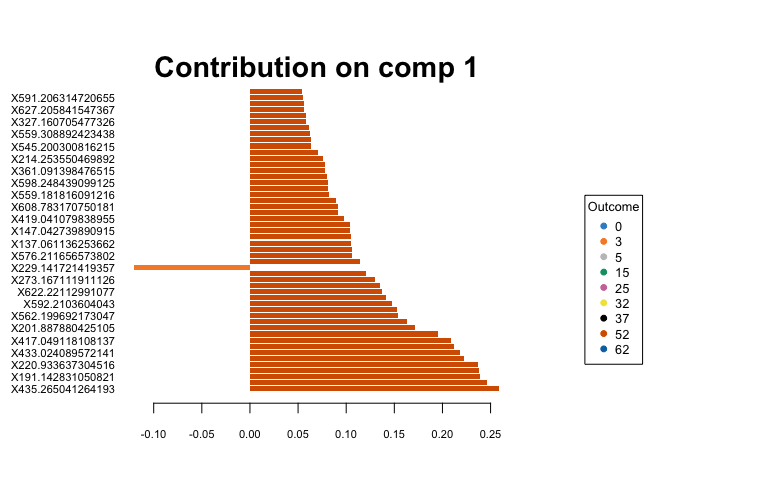 Contribution on comp 1
X591.206314720655
X627.205841547367
X327.160705477326
X559.308892423438
X545.200300816215
X214.253550469892
X361.091398476515
X598.248439099125
X559.181816091216
X608.783170750181
X419.041079838955
X147.042739890915
X137.061136253662
X576.211656573802
X229.141721419357
X273.167111911126
X622.22112991077
X592.2103604043
X562.199692173047
X201.887880425105
X417.049118108137
X433.024089572141
X220.933637304516
X191.142831050821
X435.265041264193
-0.10 -0.05 0.00 0.05 0.10 0.15 0.20 0.25
Outcome
0
3
5
15
25
32
37
52
62